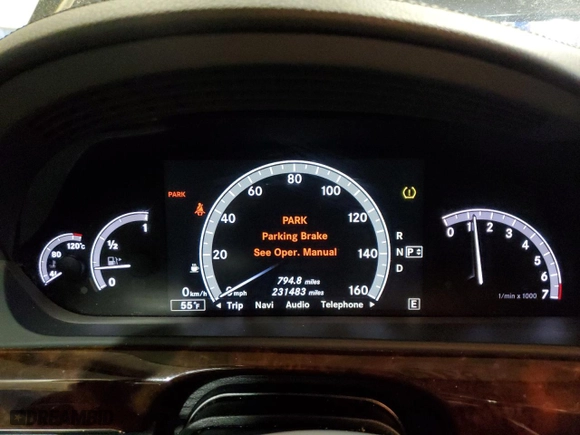 PARK
PARK
Parking Brake
See Oper. Manual
794.8 miles
231483 miles
0 km/h
0 mph
55°F
Trip Navi Audio Telephone
20
40
60
80
100
120
140
160
R
N P
D
E
120°C
80
1
½
0
0 1 2 3 4 5 6 7
1/min x 1000
DREAMBID